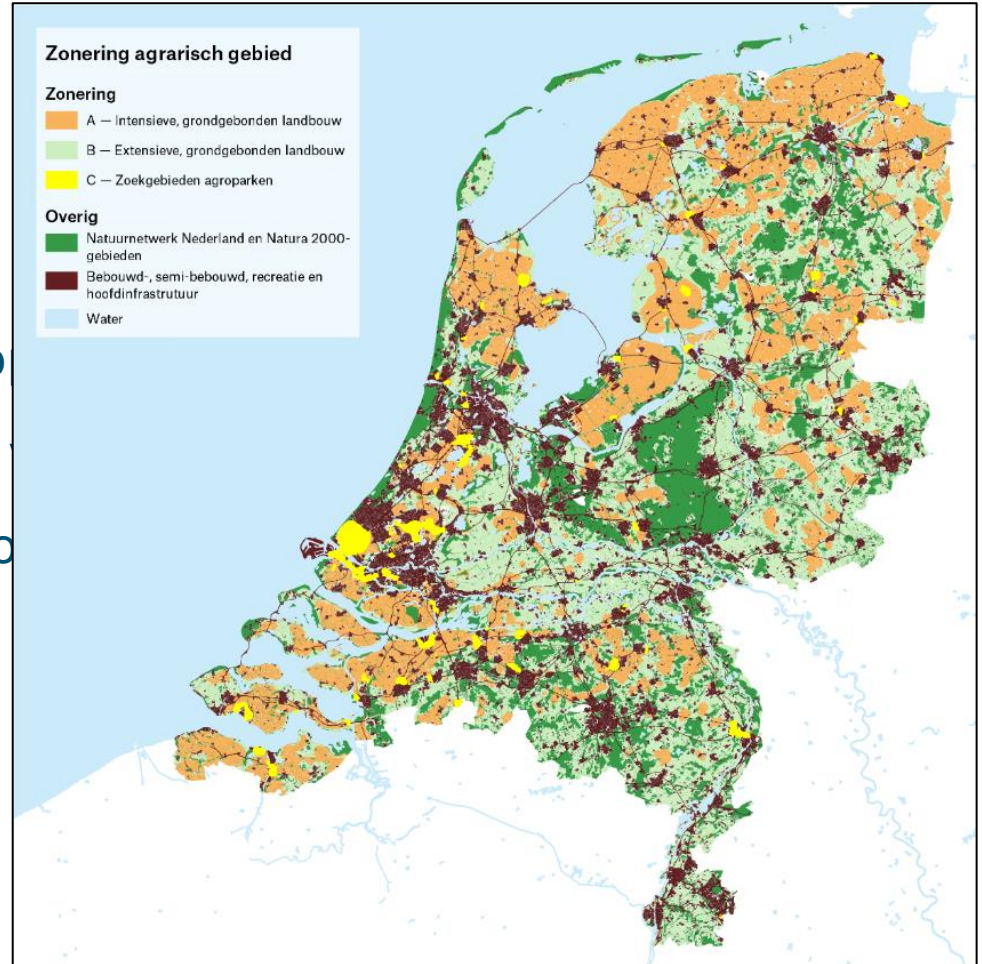 Zonering agrarisch gebied
Zonering
A — Intensieve, grondgebonden landbouw
B — Extensieve, grondgebonden landbouw
C — Zoekgebieden agroparken
Overig
Natuurnetwerk Nederland en Natura 2000-
gebieden
Bebouwd-, semi-bebouwd, recreatie en
hoofdinfrastrutuur
Water